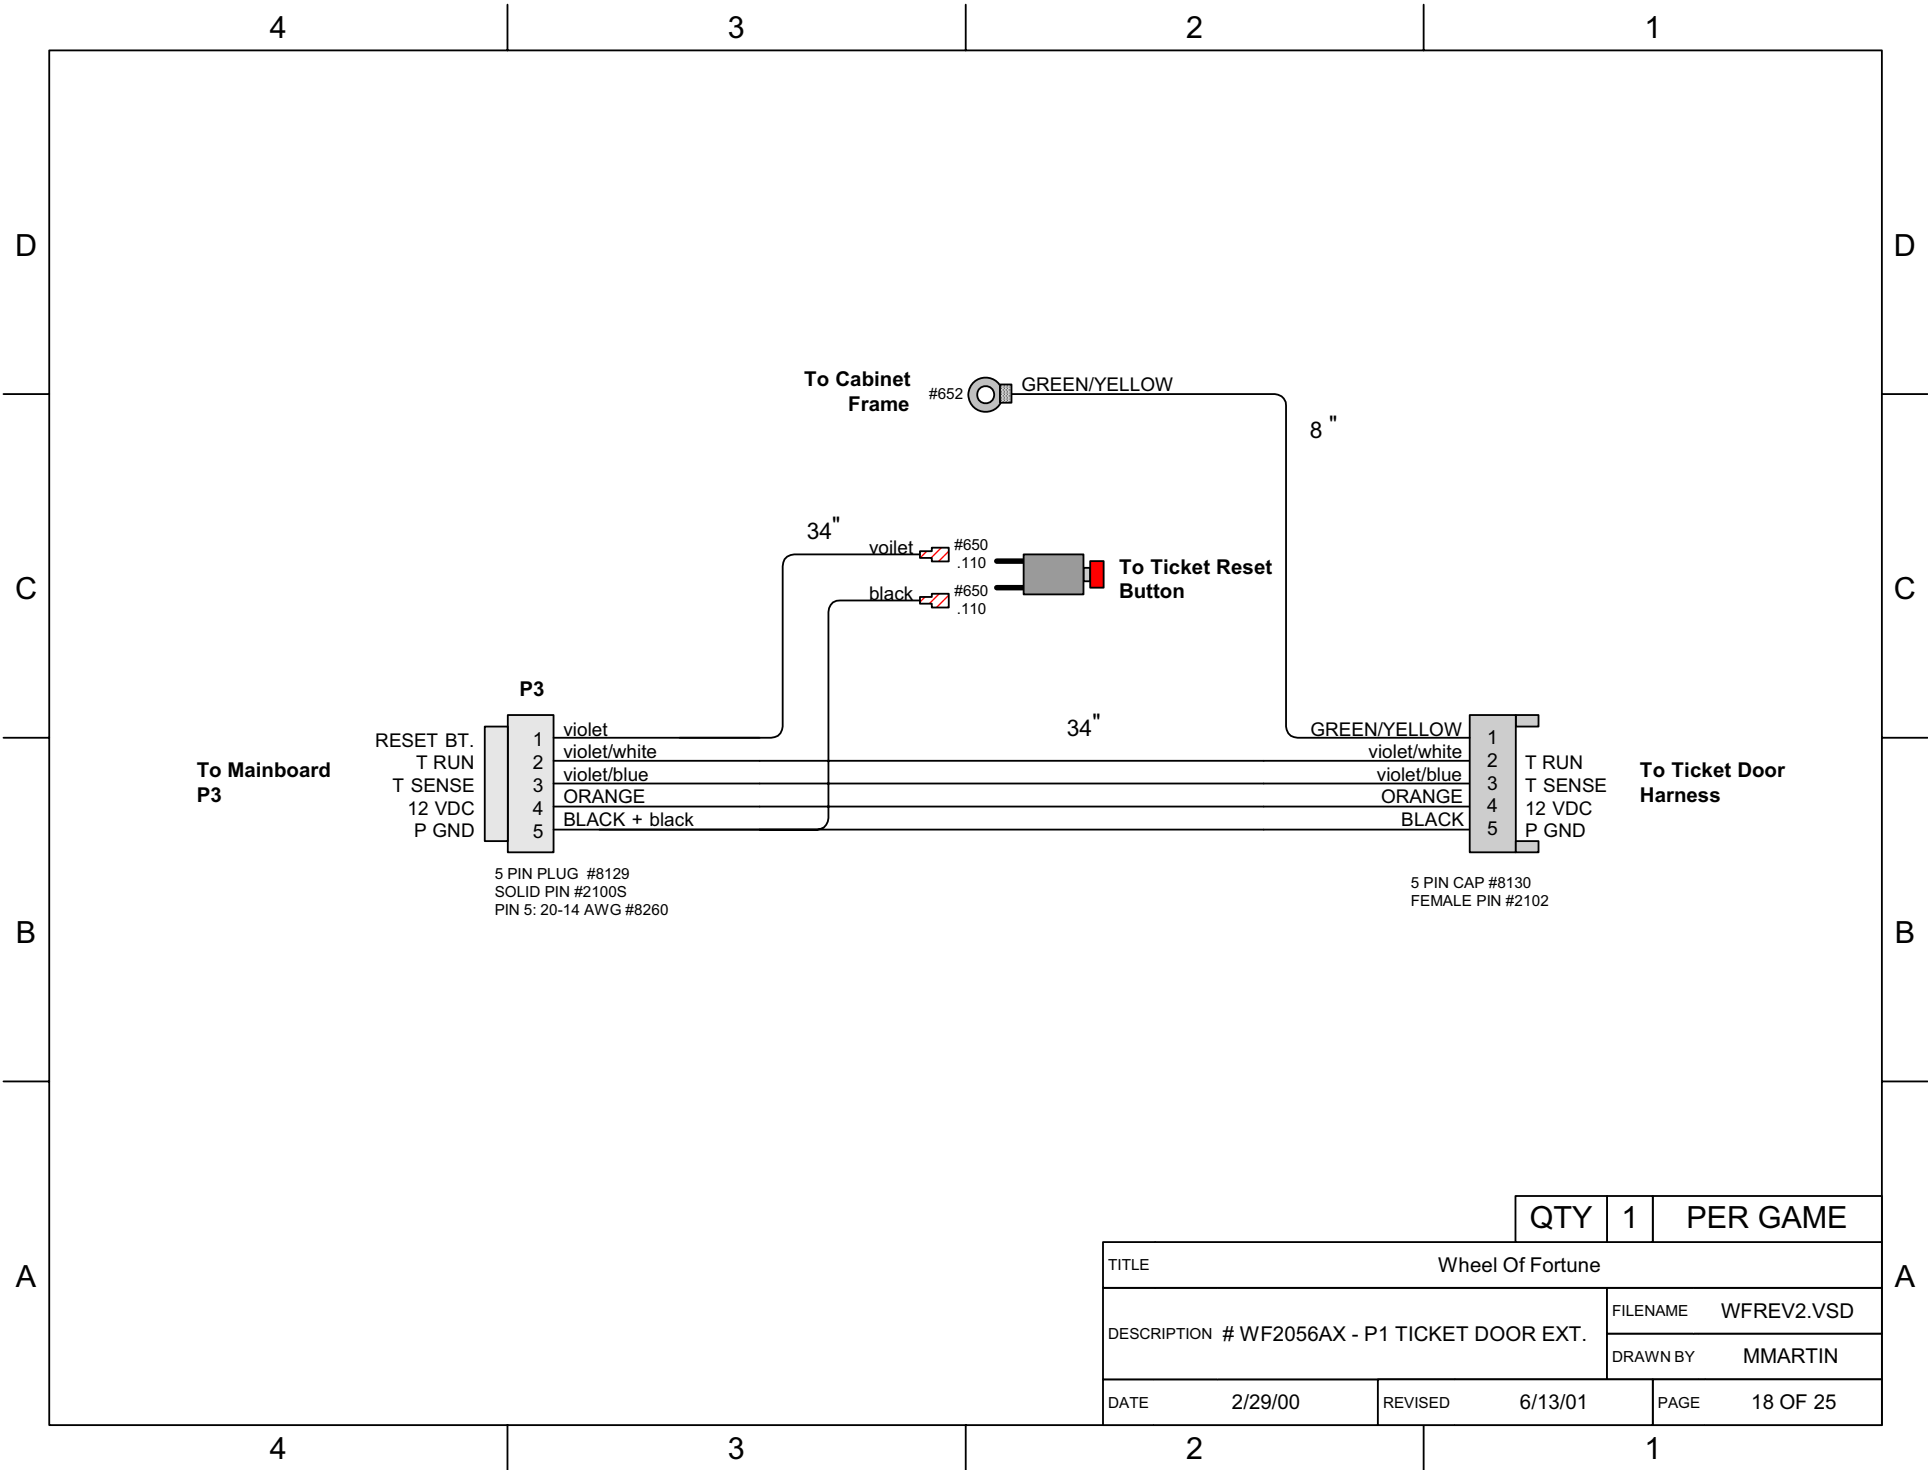 4 3 2 1
D D
To Cabinet
Frame
#652
GREEN/YELLOW
8 "
34"
voilet #650
.110
To Ticket Reset
Button
black #650
.110
C C
P3
34"
To Mainboard
P3
RESET BT. 1 violet
T RUN 2 violet/white
T SENSE 3 violet/blue
12 VDC 4 ORANGE
P GND 5 BLACK + black
GREEN/YELLOW 1
violet/white 2 T RUN
violet/blue 3 T SENSE
ORANGE 4 12 VDC
BLACK 5 P GND
To Ticket Door
Harness
5 PIN PLUG #8129
SOLID PIN #2100S
PIN 5: 20-14 AWG #8260
5 PIN CAP #8130
FEMALE PIN #2102
B B
QTY 1 PER GAME
A A
TITLE Wheel Of Fortune
DESCRIPTION # WF2056AX - P1 TICKET DOOR EXT.
FILENAME WFREV2.VSD
DRAWN BY MMARTIN
DATE 2/29/00 REVISED 6/13/01 PAGE 18 OF 25
4 3 2 1